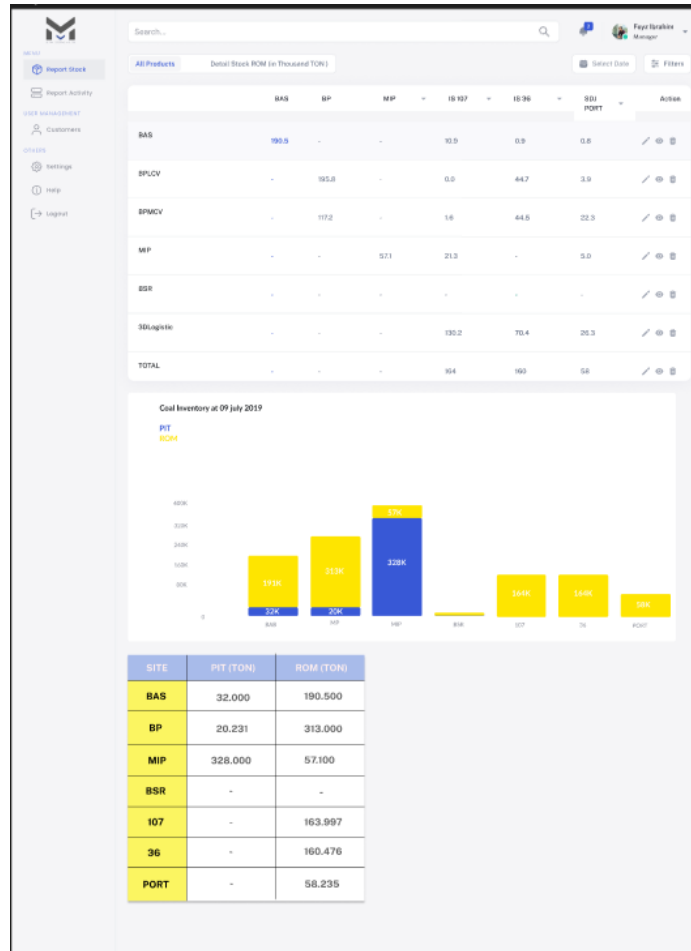 Search...
2
Fayz Ibrahim
Manager
MENU
Report Stock
Report Activity
USER MANAGEMENT
Customers
OTHERS
Settings
Help
Logout
All Products
Detail Stock ROM (in Thousand TON)
Select Date
Filters
BAS BP MIP IS 107 IS 36 SDJ PORT Action
BAS 190.5 - - 10.9 0.9 0.8
BPLCV - 195.8 - 0.0 44.7 3.9
BPMCV - 117.2 - 1.6 44.5 22.3
MIP - - 57.1 21.3 - 5.0
BSR - - - - - -
3DLogistic - - - 130.2 70.4 26.3
TOTAL - - - 164 160 58
Coal Inventory at 09 july 2019
PIT
ROM
400K
320K
240K
160K
80K
0
191K
32K
313K
20K
57K
328K
164K
164K
58K
BAS MIP BSR 107 36 PORT
SITE PIT (TON) ROM (TON)
BAS 32.000 190.500
BP 20.231 313.000
MIP 328.000 57.100
BSR - -
107 - 163.997
36 - 160.476
PORT - 58.235